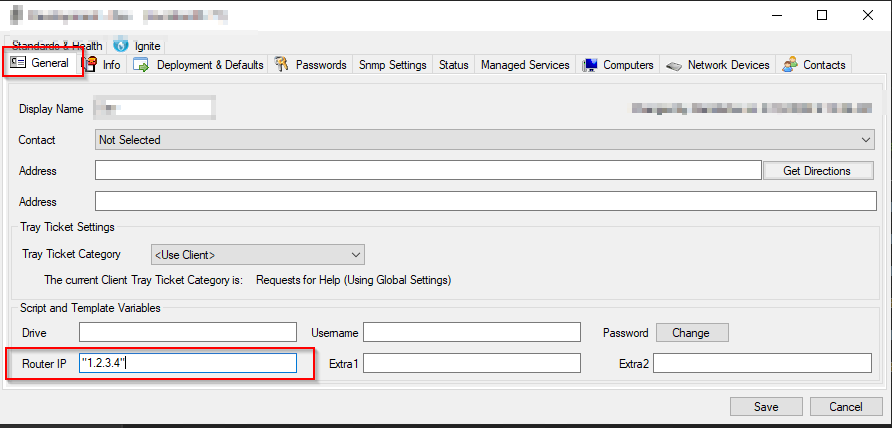 Standards & Health Ignite
General Info Deployment & Defaults Passwords Snmp Settings Status Managed Services Computers Network Devices Contacts
Display Name
Contact Not Selected
Address Get Directions
Address
Tray Ticket Settings
Tray Ticket Category <Use Client>
The current Client Tray Ticket Category is: Requests for Help (Using Global Settings)
Script and Template Variables
Drive Username Password Change
Router IP "1.2.3.4" Extra1 Extra2
Save Cancel